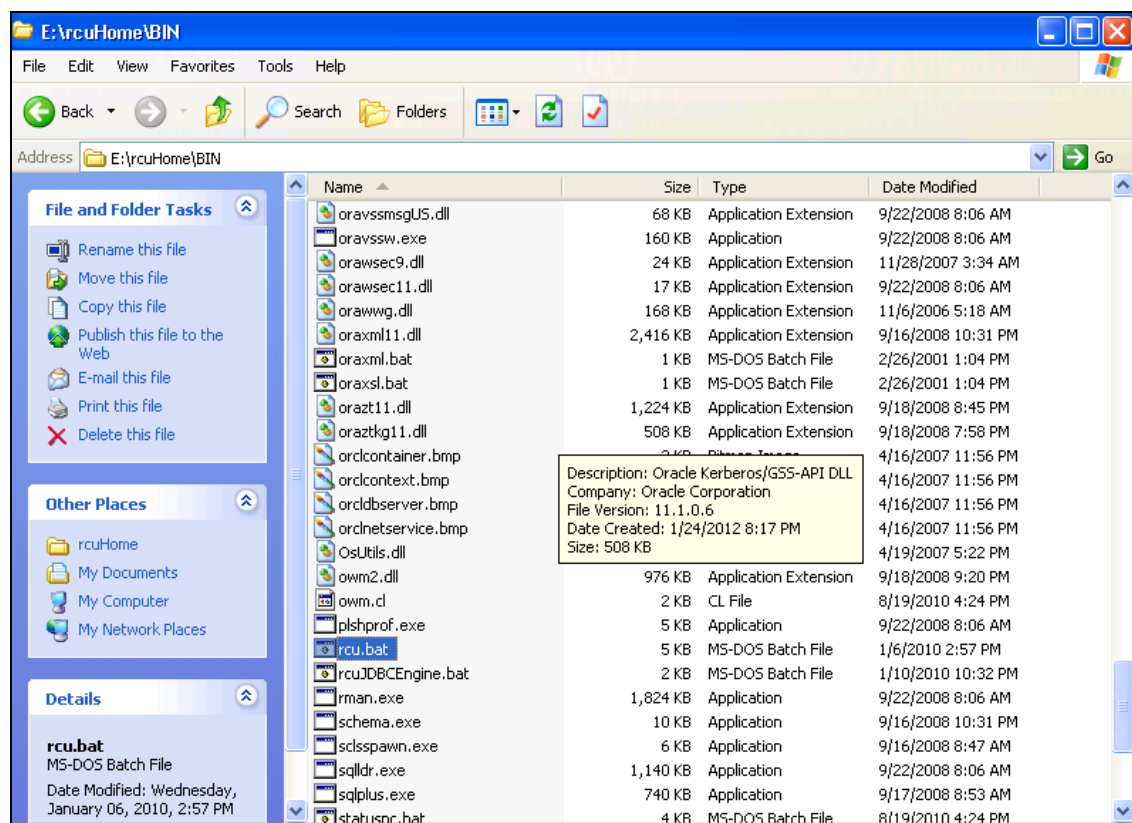 E:\rcuHome\BIN
File Edit View Favorites Tools Help
Back Search Folders
Address E:\rcuHome\BIN Go
File and Folder Tasks
Rename this file
Move this file
Copy this file
Publish this file to the
Web
E-mail this file
Print this file
Delete this file
Other Places
rcuHome
My Documents
My Computer
My Network Places
Details
rcu.bat
MS-DOS Batch File
Date Modified: Wednesday,
January 06, 2010, 2:57 PM
Name Size Type Date Modified
oravssmsgUS.dll 68 KB Application Extension 9/22/2008 8:06 AM
oravssw.exe 160 KB Application 9/22/2008 8:06 AM
orawsec9.dll 24 KB Application Extension 11/28/2007 3:34 AM
orawsec11.dll 17 KB Application Extension 9/22/2008 8:06 AM
orawwg.dll 168 KB Application Extension 11/6/2006 5:18 AM
oraxml11.dll 2,416 KB Application Extension 9/16/2008 10:31 PM
oraxml.bat 1 KB MS-DOS Batch File 2/26/2001 1:04 PM
oraxsl.bat 1 KB MS-DOS Batch File 2/26/2001 1:04 PM
orazt11.dll 1,224 KB Application Extension 9/18/2008 8:45 PM
oraztkg11.dll 508 KB Application Extension 9/18/2008 7:58 PM
orclcontainer.bmp KB Bitmap Image 4/16/2007 11:56 PM
orclcontext.bmp 4/16/2007 11:56 PM
orcldbserver.bmp 4/16/2007 11:56 PM
orclnetservice.bmp 4/16/2007 11:56 PM
OsUtils.dll 4/19/2007 5:22 PM
Description: Oracle Kerberos/GSS-API DLL
Company: Oracle Corporation
File Version: 11.1.0.6
Date Created: 1/24/2012 8:17 PM
Size: 508 KB
owm2.dll 976 KB Application Extension 9/18/2008 9:20 PM
owm.cl 2 KB CL File 8/19/2010 4:24 PM
plshprof.exe 5 KB Application 9/22/2008 8:06 AM
rcu.bat 5 KB MS-DOS Batch File 1/6/2010 2:57 PM
rcuJDBCEngine.bat 2 KB MS-DOS Batch File 1/10/2010 10:32 PM
rman.exe 1,824 KB Application 9/22/2008 8:06 AM
schema.exe 10 KB Application 9/16/2008 10:31 PM
sclsspawn.exe 6 KB Application 9/16/2008 8:47 AM
sqlldr.exe 1,140 KB Application 9/22/2008 8:06 AM
sqlplus.exe 740 KB Application 9/17/2008 8:53 AM
statusnc.bat 4 KB MS-DOS Batch File 8/19/2010 4:24 PM